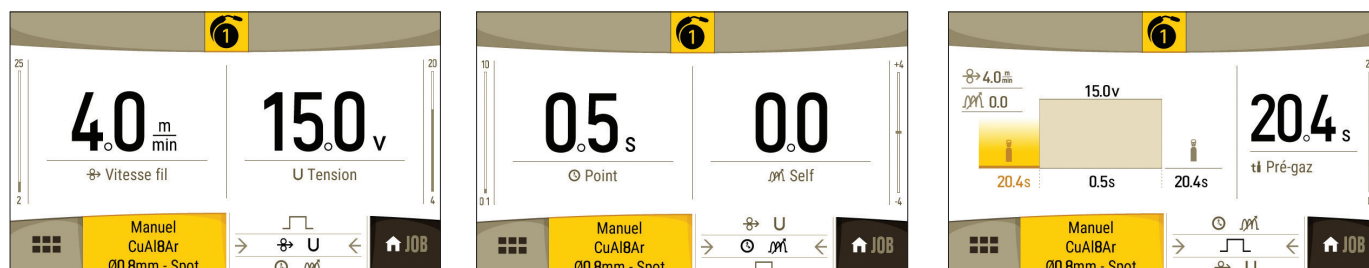 1
25
20
4.0 m
min
15.0 v
Vitesse fil
U Tension
2
4
Manuel
CuAl8Ar
Ø0.8mm - Spot
U
JOB
1
10
+4
0.5 s
0.0
Point
Self
0.1
-4
Manuel
CuAl8Ar
Ø0.8mm - Spot
U
JOB
1
4.0 m
min
0.0
15.0v
20.4s
0.5s
20.4s
20.4 s
Pré-gaz
Manuel
CuAl8Ar
Ø0.8mm - Spot
U
JOB